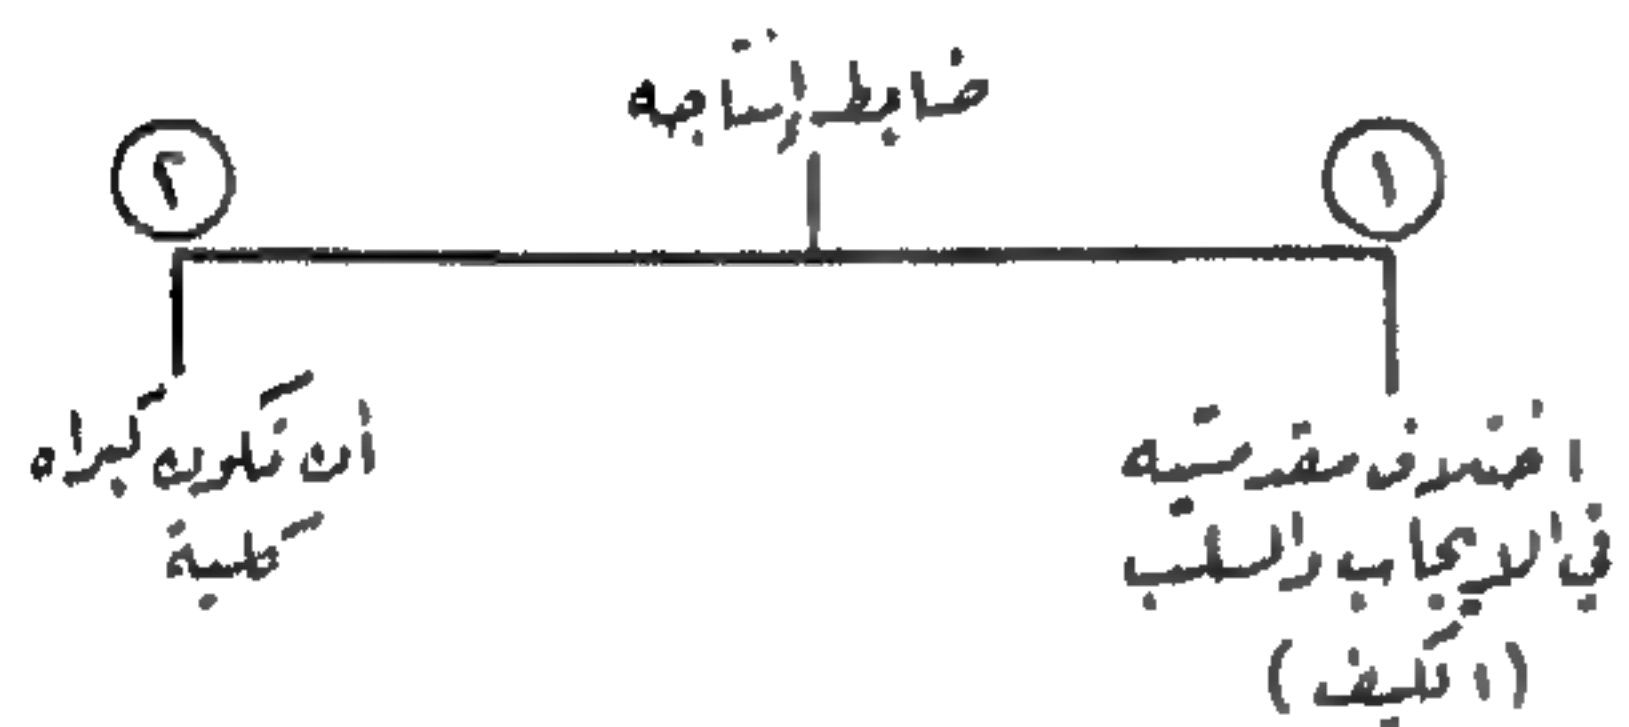 ضابط إنتاجه
١
٢
اختلاف مقدمتيه
في الإيجاب والسلب
(الكيف)
أن تكون كبراه
كلية